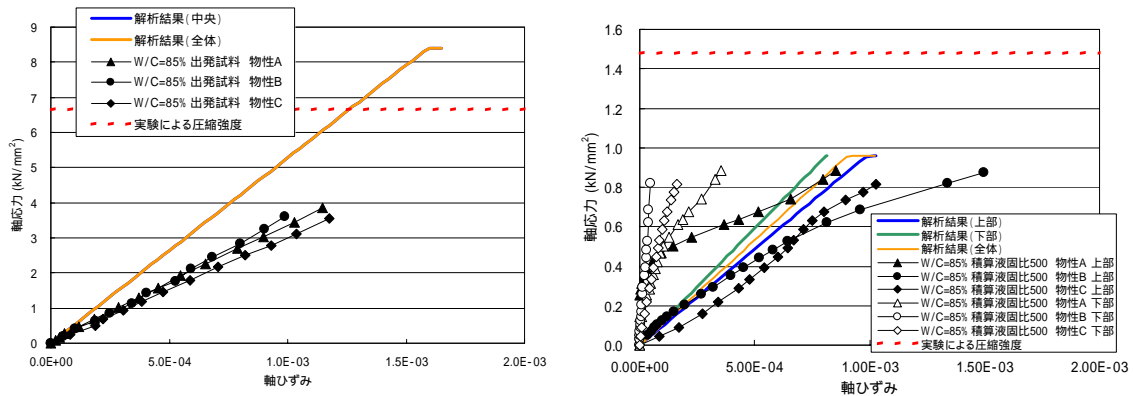 9
8
7
6
5
4
3
2
1
0
軸応力 (kN/mm²)
解析結果(中央)
解析結果(全体)
W/C=85% 出発試料 物性A
W/C=85% 出発試料 物性B
W/C=85% 出発試料 物性C
実験による圧縮強度
0.0E+00 5.0E-04 1.0E-03 1.5E-03 2.0E-03
軸ひずみ
1.6
1.4
1.2
1.0
0.8
0.6
0.4
0.2
0.0
軸応力 (kN/mm²)
解析結果(上部)
解析結果(下部)
解析結果(全体)
W/C=85% 積算液固比500 物性A 上部
W/C=85% 積算液固比500 物性B 上部
W/C=85% 積算液固比500 物性C 上部
W/C=85% 積算液固比500 物性A 下部
W/C=85% 積算液固比500 物性B 下部
W/C=85% 積算液固比500 物性C 下部
実験による圧縮強度
0.00E+00 5.00E-04 1.00E-03 1.50E-03 2.00E-03
軸ひずみ